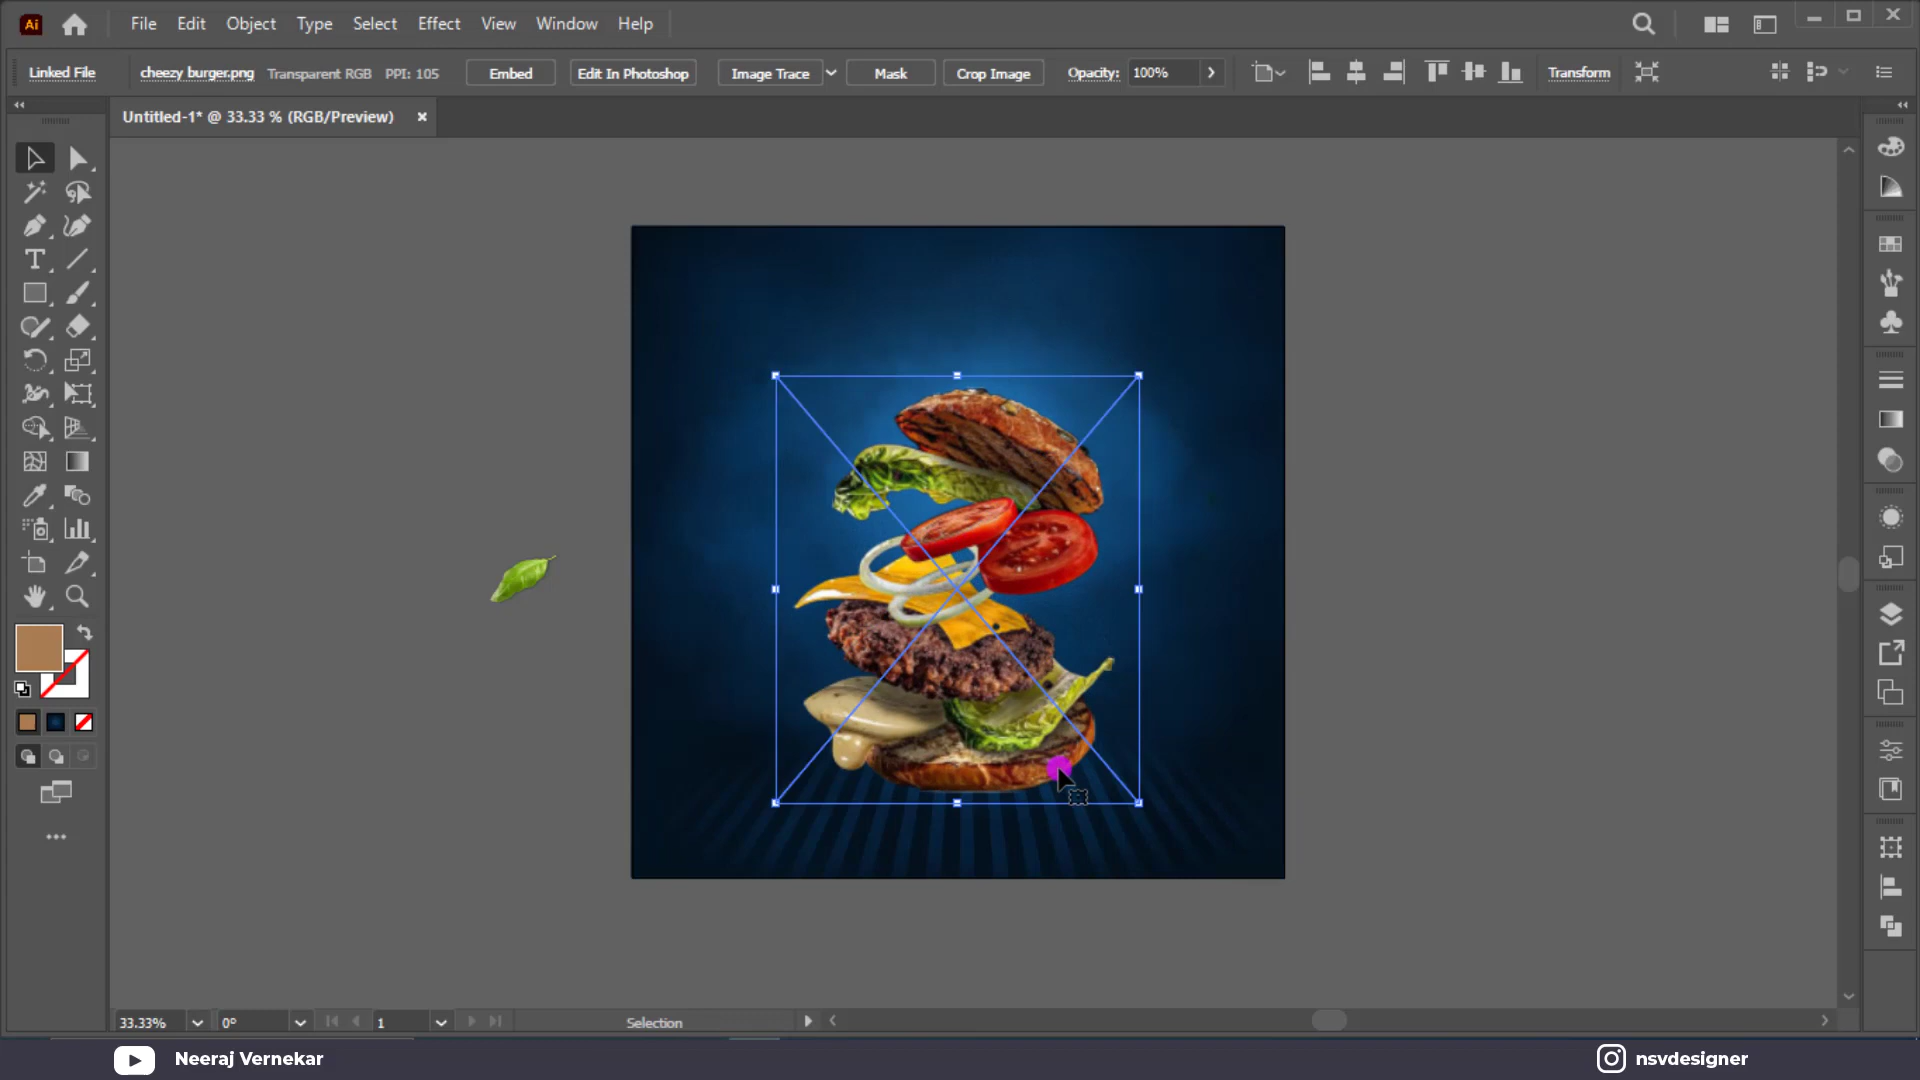 Ai File Edit Object Type Select Effect View Window Help
Linked File cheezy burger.png Transparent RGB PPI: 105 Embed Edit In Photoshop Image Trace Mask Crop Image Opacity: 100% Transform
Untitled-1* @ 33.33 % (RGB/Preview) ×
33.33% 0° 1 Selection
Neeraj Vernekar nsvdesigner